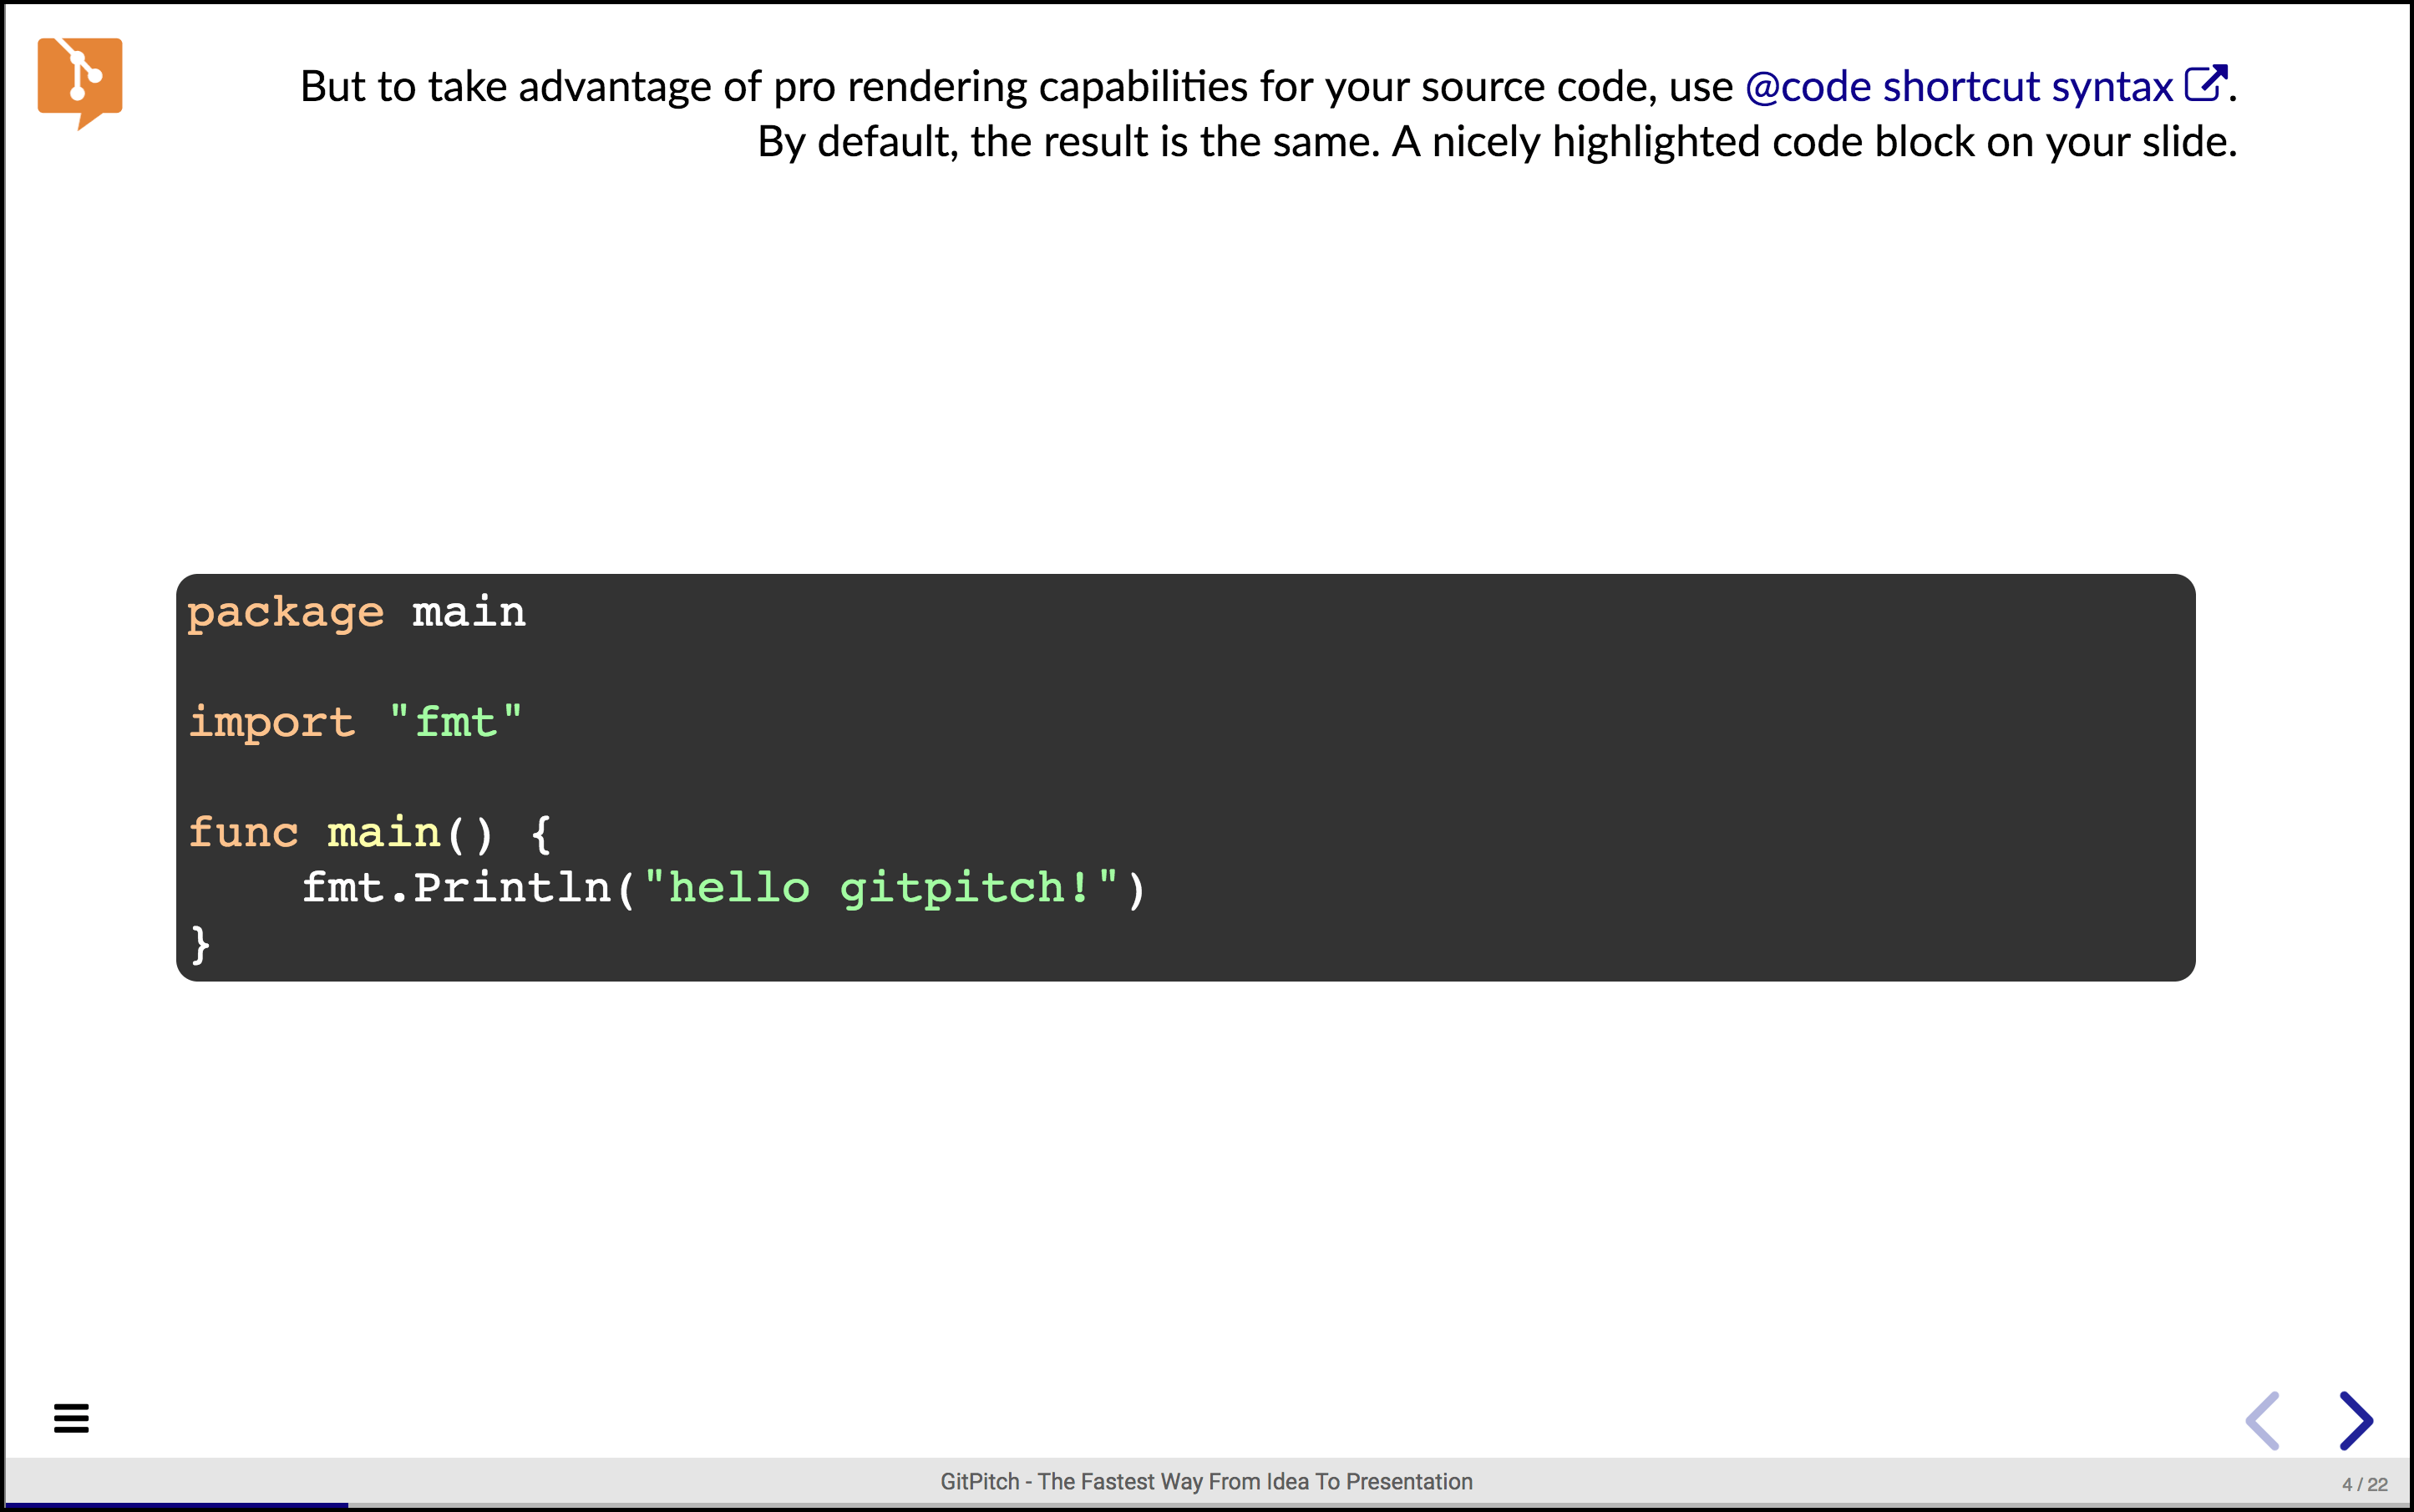 But to take advantage of pro rendering capabilities for your source code, use @code shortcut syntax.
By default, the result is the same. A nicely highlighted code block on your slide.
package main
import "fmt"
func main() {
    fmt.Println("hello gitpitch!")
}
GitPitch - The Fastest Way From Idea To Presentation
4 / 22